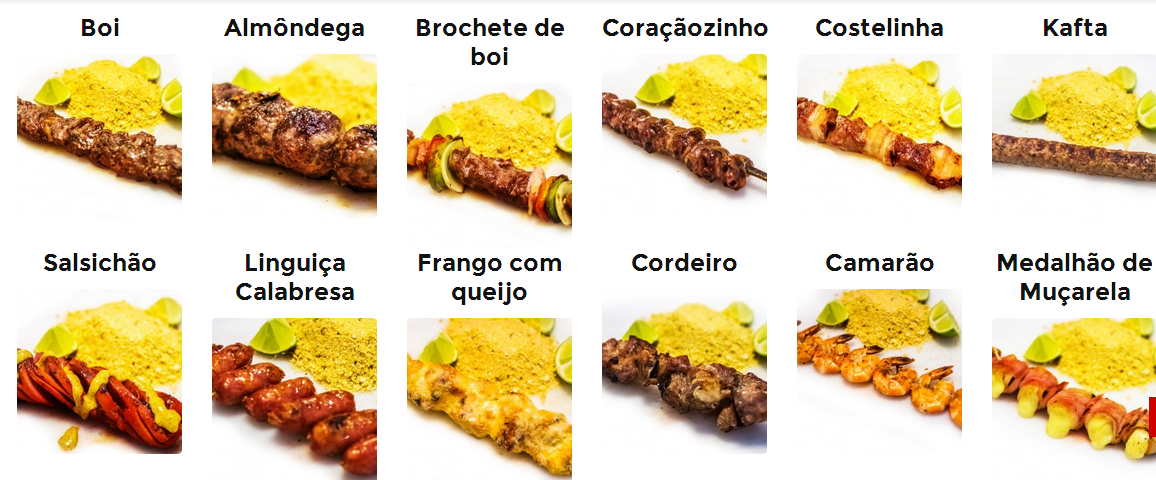 Boi
Almôndega
Brochete de
boi
Coraçãozinho
Costelinha
Kafta
Salsichão
Linguiça
Calabresa
Frango com
queijo
Cordeiro
Camarão
Medalhão de
Muçarela